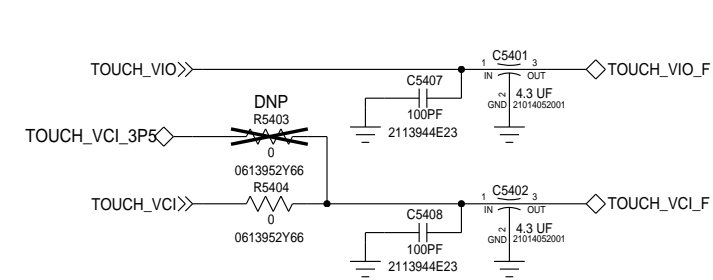 C5401
TOUCH_VIO
1
3
TOUCH_VIO_F
IN
OUT
C5407
2
GND
4.3 UF
21014052001
100PF
2113944E23
DNP
R5403
TOUCH_VCI_3P5
0
0613952Y66
R5404
C5402
TOUCH_VCI
1
3
TOUCH_VCI_F
IN
OUT
0
C5408
2
GND
4.3 UF
21014052001
0613952Y66
100PF
2113944E23